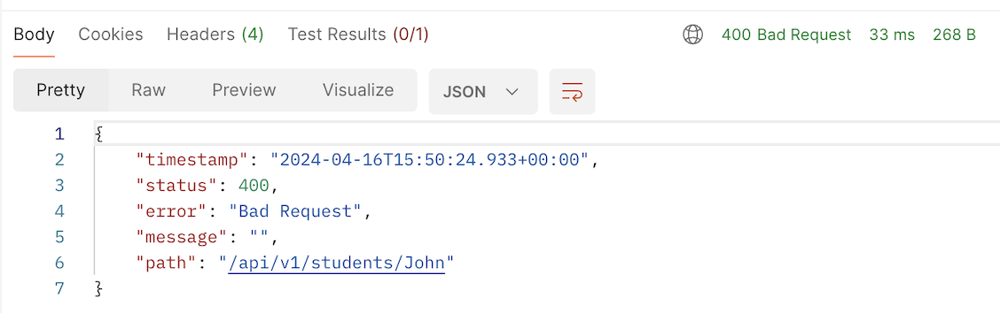 Body Cookies Headers (4) Test Results (0/1) 400 Bad Request 33 ms 268 B
Pretty Raw Preview Visualize JSON
1 {
2 "timestamp": "2024-04-16T15:50:24.933+00:00",
3 "status": 400,
4 "error": "Bad Request",
5 "message": "",
6 "path": "/api/v1/students/John"
7 }